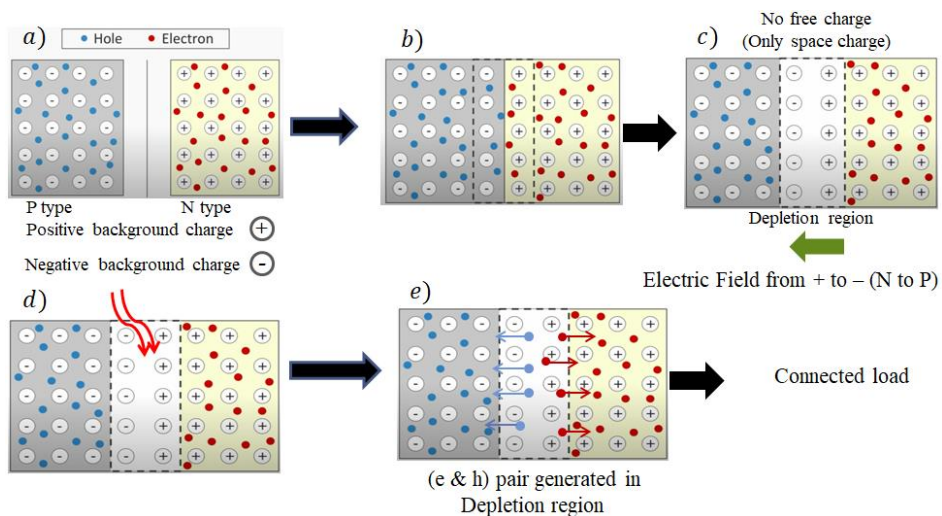 a)
Hole Electron
P type N type
Positive background charge +
Negative background charge -
b)
c)
No free charge
(Only space charge)
Depletion region
Electric Field from + to – (N to P)
d)
e)
(e & h) pair generated in
Depletion region
Connected load